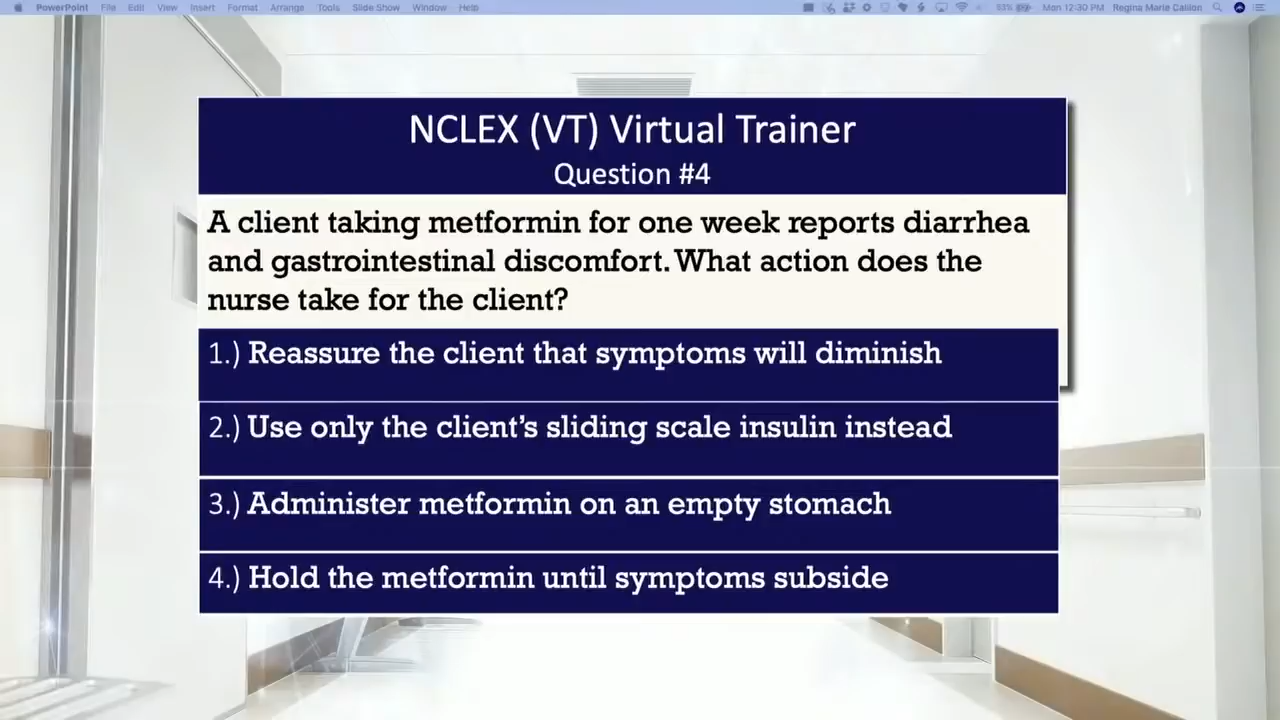 PowerPoint File Edit View Insert Format Arrange Tools Slide Show Window Help 53% Mon 12:30 PM Regina Marie Callion
NCLEX (VT) Virtual Trainer
Question #4
A client taking metformin for one week reports diarrhea
and gastrointestinal discomfort. What action does the
nurse take for the client?
1.) Reassure the client that symptoms will diminish
2.) Use only the client's sliding scale insulin instead
3.) Administer metformin on an empty stomach
4.) Hold the metformin until symptoms subside